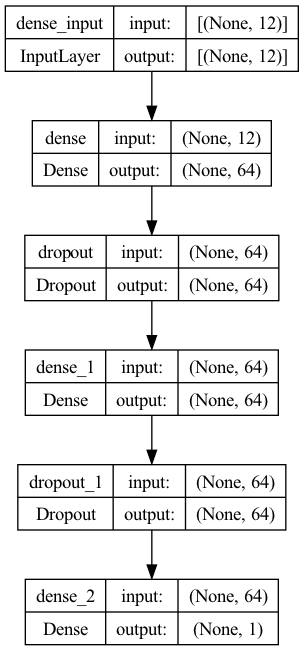 dense_input input: [(None, 12)]
InputLayer output: [(None, 12)]
dense input: (None, 12)
Dense output: (None, 64)
dropout input: (None, 64)
Dropout output: (None, 64)
dense_1 input: (None, 64)
Dense output: (None, 64)
dropout_1 input: (None, 64)
Dropout output: (None, 64)
dense_2 input: (None, 64)
Dense output: (None, 1)